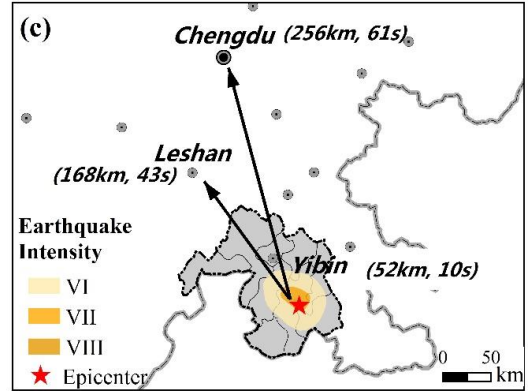 (c)
Chengdu (256km, 61s)
Leshan
(168km, 43s)
Yibin (52km, 10s)
Earthquake
Intensity
VI
VII
VIII
Epicenter
0 50
km